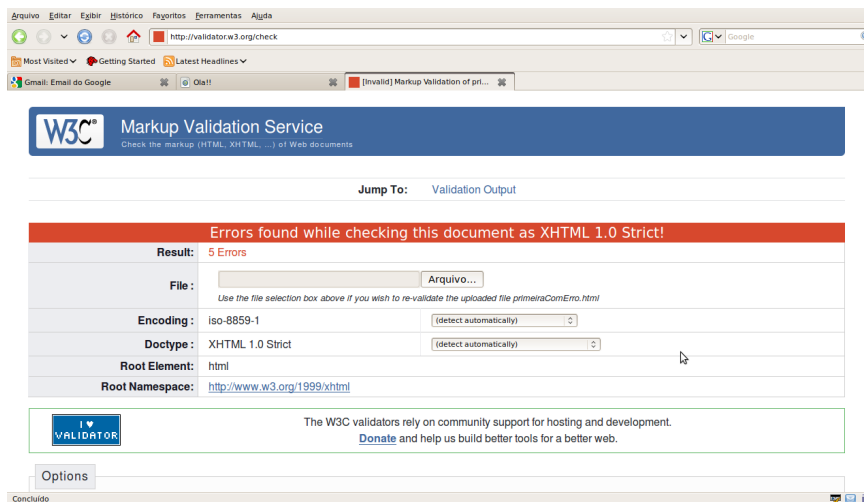 Arquivo Editar Exibir Histórico Favoritos Ferramentas Ajuda
http://validator.w3.org/check
Google
Most Visited Getting Started Latest Headlines
Gmail: Email do Google Ola!! [Invalid] Markup Validation of pri...
W3C® Markup Validation Service
Check the markup (HTML, XHTML, ...) of Web documents
Jump To: Validation Output
Errors found while checking this document as XHTML 1.0 Strict!
Result: 5 Errors
File : Arquivo...
Use the file selection box above if you wish to re-validate the uploaded file primeiraComErro.html
Encoding : iso-8859-1 (detect automatically)
Doctype : XHTML 1.0 Strict (detect automatically)
Root Element: html
Root Namespace: http://www.w3.org/1999/xhtml
I ♥ VALIDATOR
The W3C validators rely on community support for hosting and development.
Donate and help us build better tools for a better web.
Options
Concluído